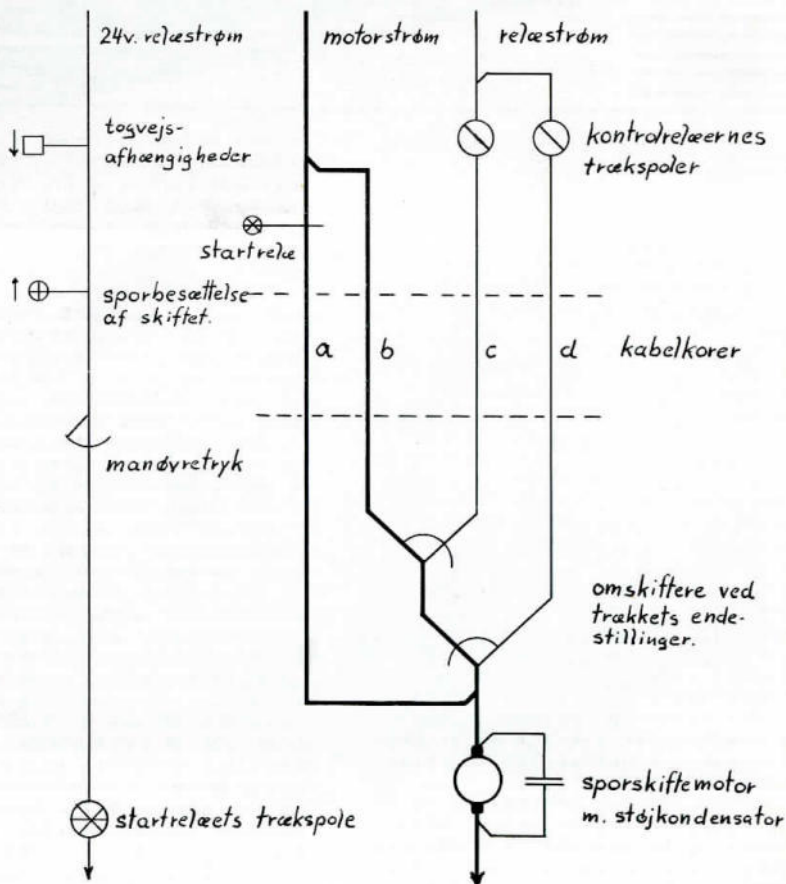 24v. relæstrøm
motorstrøm
relæstrøm
togvejs-
afhængigheder
kontrolrelæernes
trækspoler
startrelæ
sporbesættelse
af skiftet.
a
b
c
d
kabelkorer
manøvretryk
omskiftere ved
trækkets ende-
stillinger.
sporskiftemotor
m. støjkondensator
startrelæets trækspole